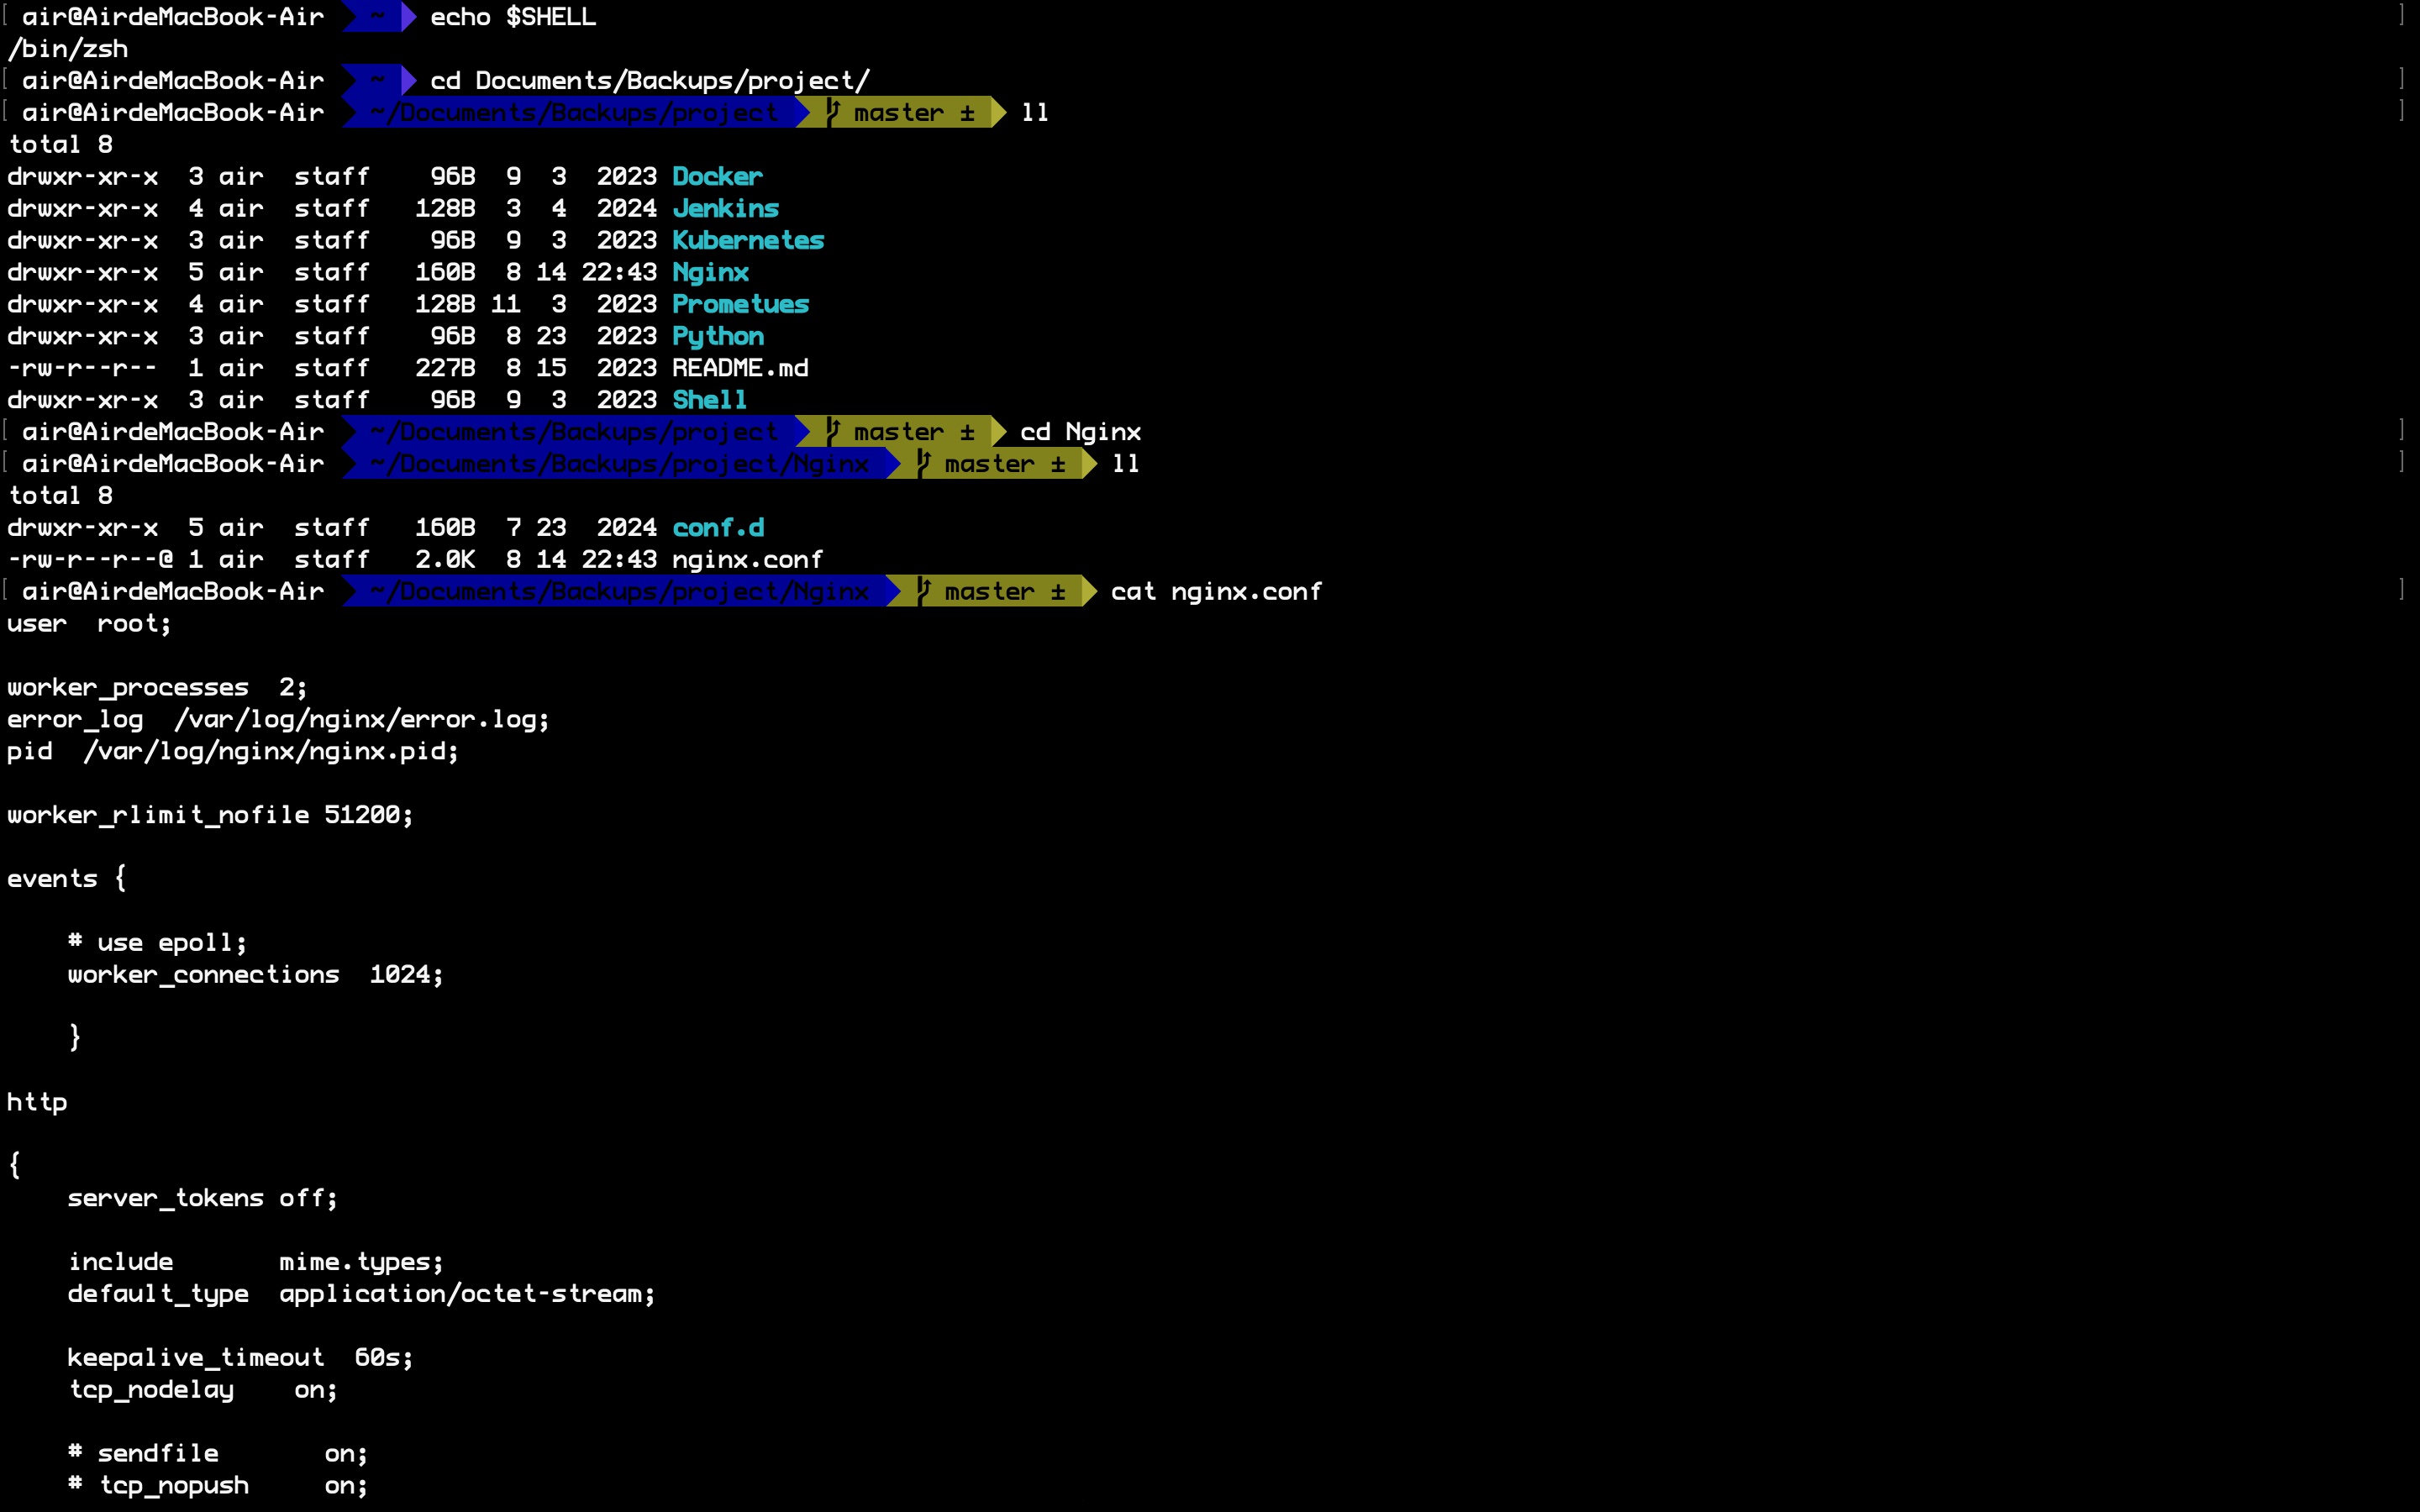 [ air@AirdeMacBook-Air ~ echo $SHELL ]
/bin/zsh
[ air@AirdeMacBook-Air ~ cd Documents/Backups/project/ ]
[ air@AirdeMacBook-Air ~/Documents/Backups/project master ± ll ]
total 8
drwxr-xr-x  3 air  staff    96B  9  3  2023 Docker
drwxr-xr-x  4 air  staff   128B  3  4  2024 Jenkins
drwxr-xr-x  3 air  staff    96B  9  3  2023 Kubernetes
drwxr-xr-x  5 air  staff   160B  8 14 22:43 Nginx
drwxr-xr-x  4 air  staff   128B 11  3  2023 Prometues
drwxr-xr-x  3 air  staff    96B  8 23  2023 Python
-rw-r--r--  1 air  staff   227B  8 15  2023 README.md
drwxr-xr-x  3 air  staff    96B  9  3  2023 Shell
[ air@AirdeMacBook-Air ~/Documents/Backups/project master ± cd Nginx ]
[ air@AirdeMacBook-Air ~/Documents/Backups/project/Nginx master ± ll ]
total 8
drwxr-xr-x  5 air  staff   160B  7 23  2024 conf.d
-rw-r--r--@ 1 air  staff   2.0K  8 14 22:43 nginx.conf
[ air@AirdeMacBook-Air ~/Documents/Backups/project/Nginx master ± cat nginx.conf ]
user  root;
worker_processes  2;
error_log  /var/log/nginx/error.log;
pid  /var/log/nginx/nginx.pid;
worker_rlimit_nofile 51200;
events {
    # use epoll;
    worker_connections  1024;
    }
http
{
    server_tokens off;
    include       mime.types;
    default_type  application/octet-stream;
    keepalive_timeout  60s;
    tcp_nodelay    on;
    # sendfile       on;
    # tcp_nopush     on;